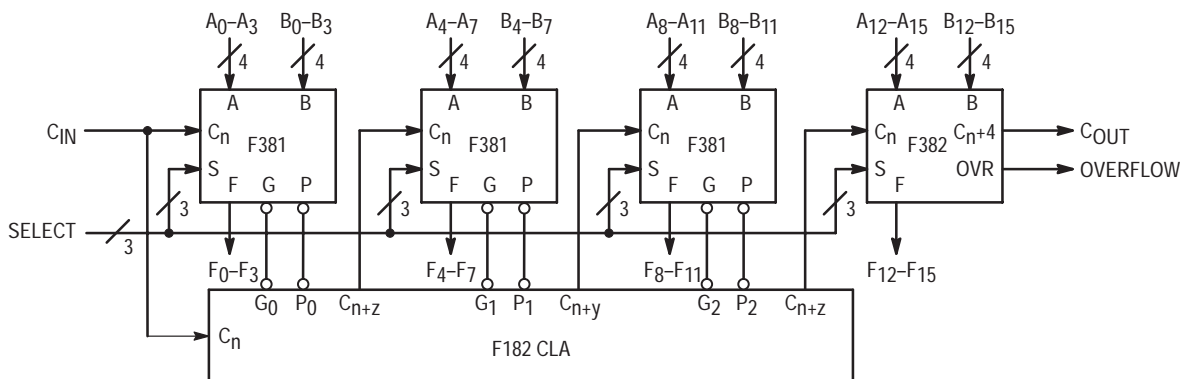 A0–A3 B0–B3 A4–A7 B4–B7 A8–A11 B8–B11 A12–A15 B12–B15
4 4 4 4 4 4 4 4
A B A B A B A B
CIN Cn F381 Cn F381 Cn F381 Cn F382 Cn+4 COUT
S S S S OVR OVERFLOW
F G P F G P F G P F
3 3 3 3
SELECT 3
F0–F3 F4–F7 F8–F11 F12–F15
G0 P0 Cn+z G1 P1 Cn+y G2 P2 Cn+z
Cn
F182 CLA